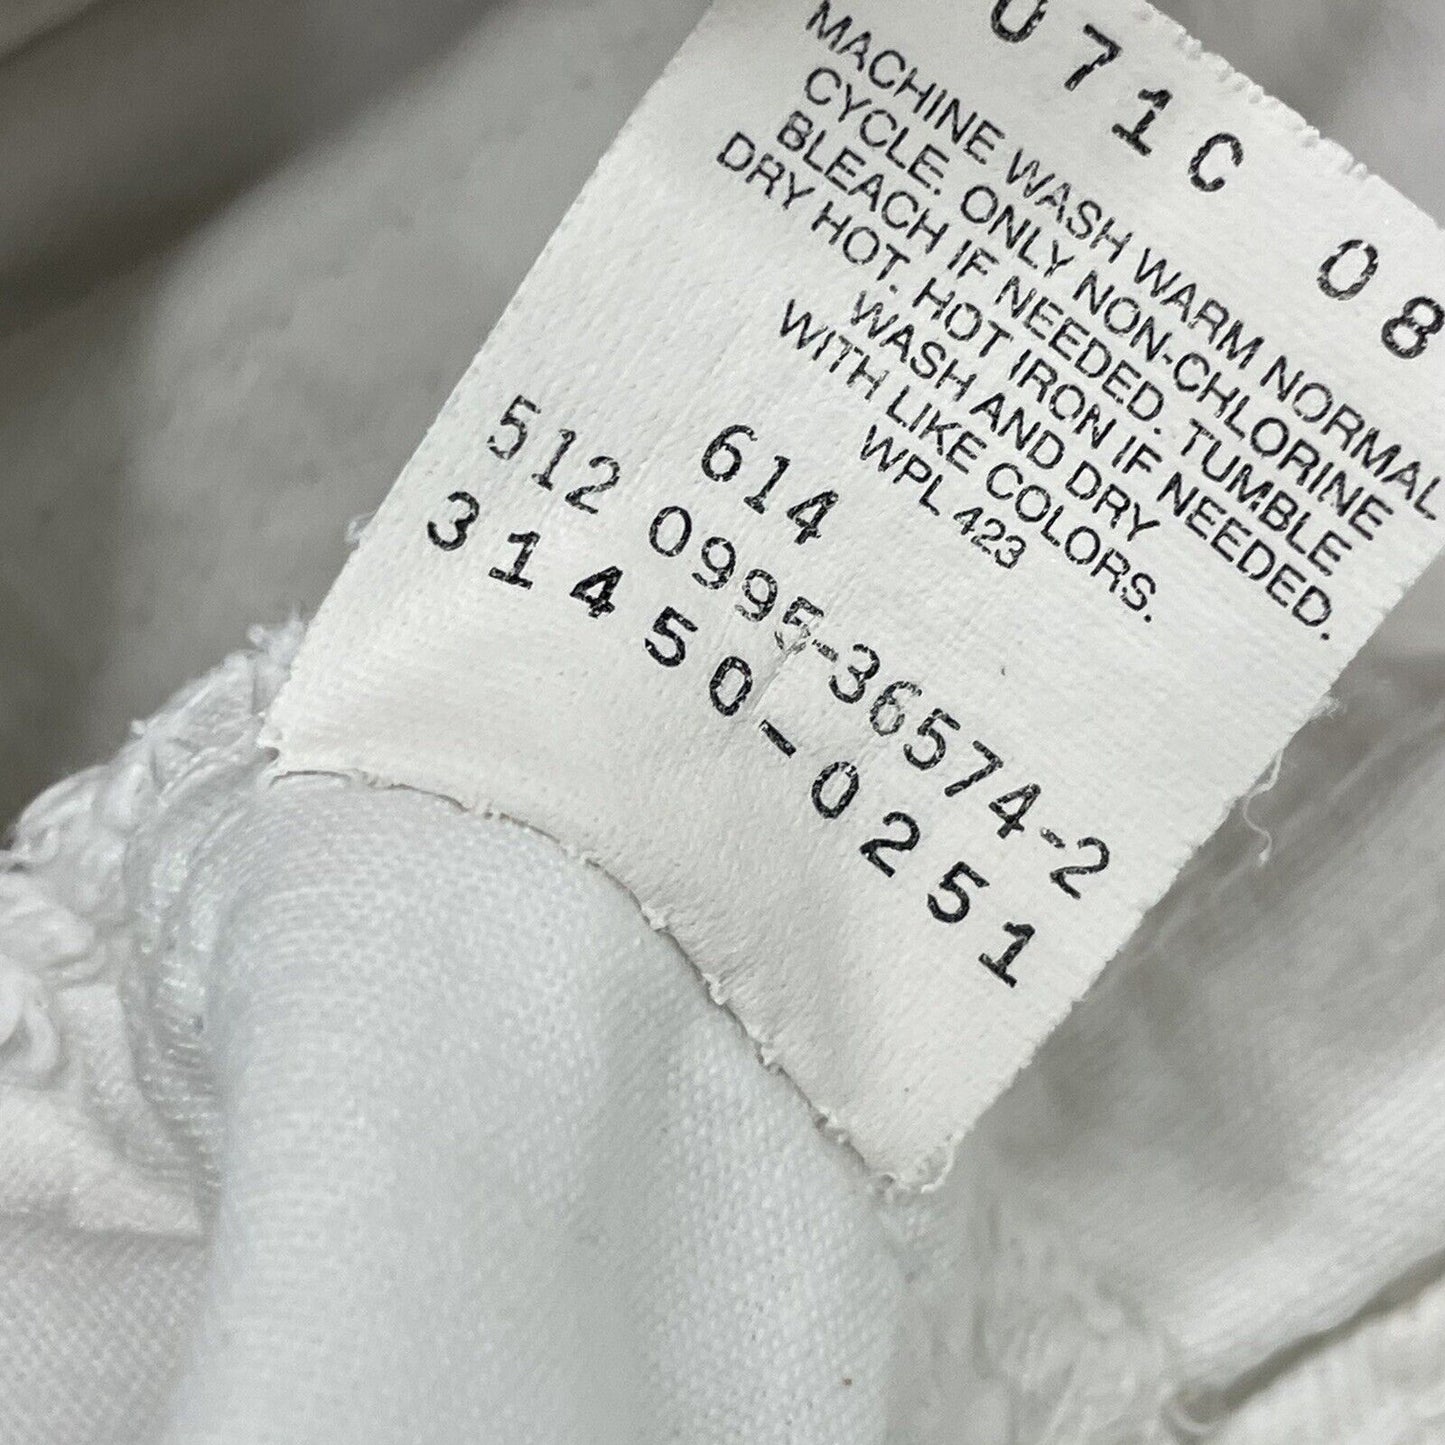 071C 08
MACHINE WASH WARM NORMAL
CYCLE. ONLY NON-CHLORINE
BLEACH IF NEEDED. TUMBLE
DRY HOT. HOT IRON IF NEEDED.
WASH AND DRY
WITH LIKE COLORS.
WPL 423
614
512 0995-36574-2
31450-0251